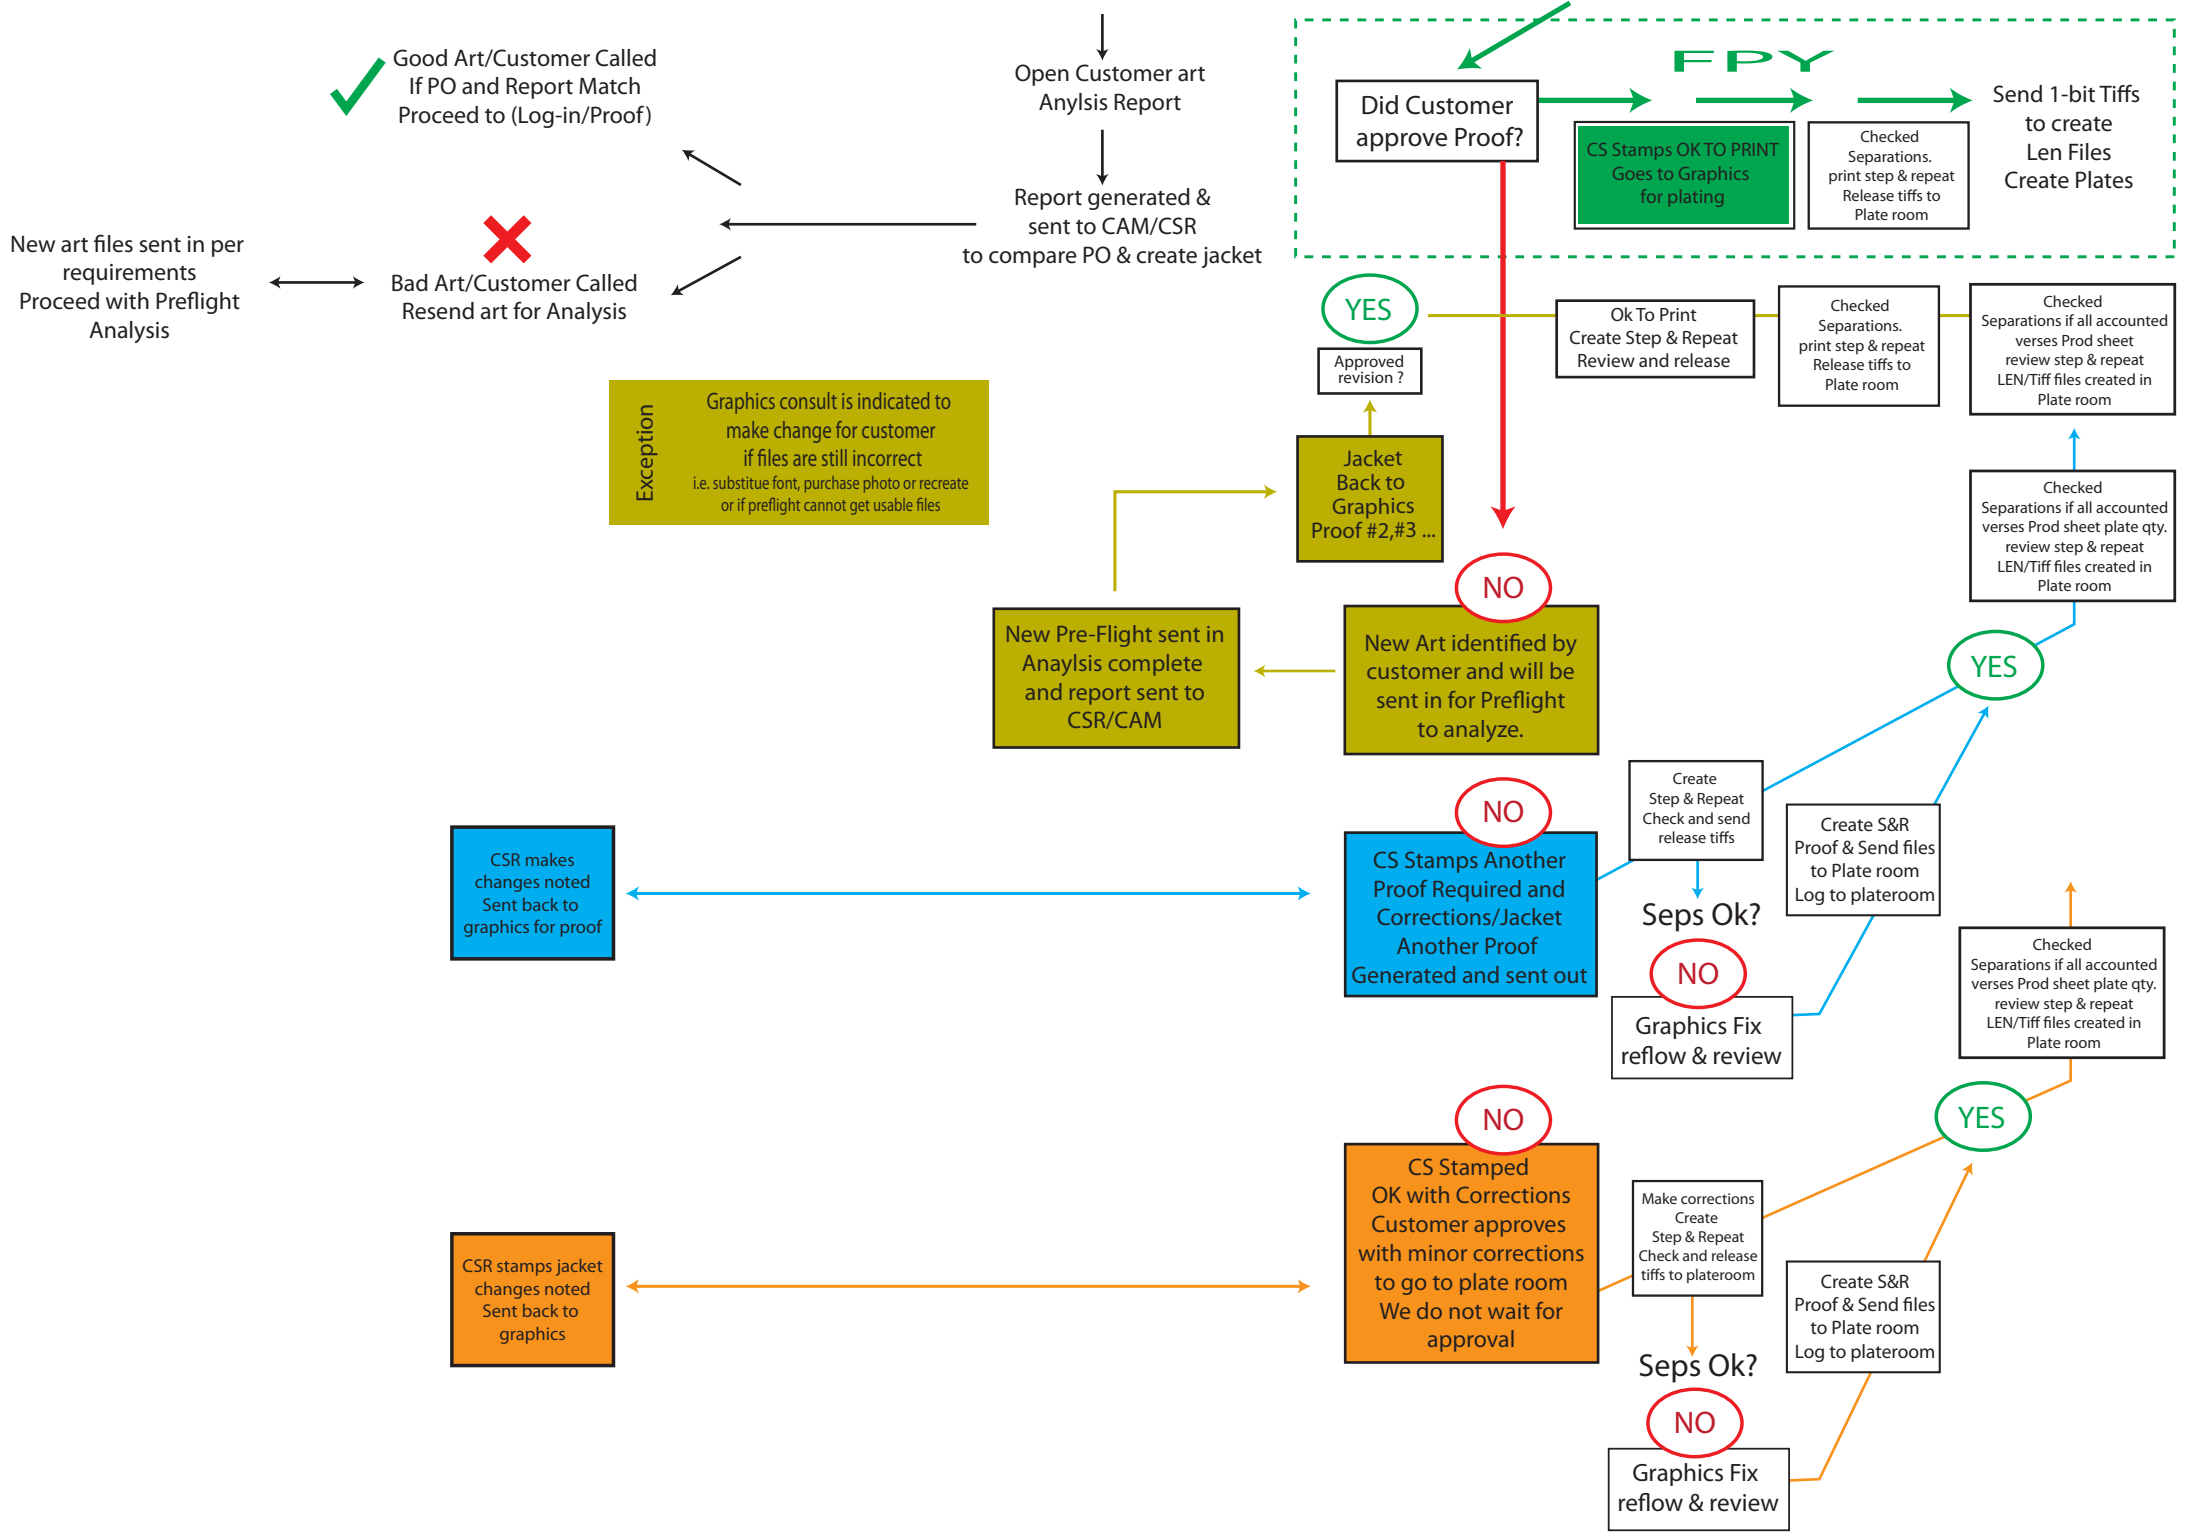 Good Art/Customer Called
If PO and Report Match
Proceed to (Log-in/Proof)
Open Customer art
Anylsis Report
Report generated &
sent to CAM/CSR
to compare PO & create jacket
New art files sent in per
requirements
Proceed with Preflight
Analysis
Bad Art/Customer Called
Resend art for Analysis
FPY
Did Customer
approve Proof?
CS Stamps OK TO PRINT
Goes to Graphics
for plating
Checked
Separations.
print step & repeat
Release tiffs to
Plate room
Send 1-bit Tiffs
to create
Len Files
Create Plates
YES
Approved
revision ?
Ok To Print
Create Step & Repeat
Review and release
Checked
Separations.
print step & repeat
Release tiffs to
Plate room
Checked
Separations if all accounted
verses Prod sheet
review step & repeat
LEN/Tiff files created in
Plate room
Exception
Graphics consult is indicated to
make change for customer
if files are still incorrect
i.e. substitue font, purchase photo or recreate
or if preflight cannot get usable files
Jacket
Back to
Graphics
Proof #2,#3 ...
Checked
Separations if all accounted
verses Prod sheet plate qty.
review step & repeat
LEN/Tiff files created in
Plate room
NO
New Art identified by
customer and will be
sent in for Preflight
to analyze.
New Pre-Flight sent in
Anaylsis complete
and report sent to
CSR/CAM
YES
NO
CS Stamps Another
Proof Required and
Corrections/Jacket
Another Proof
Generated and sent out
CSR makes
changes noted
Sent back to
graphics for proof
Create
Step & Repeat
Check and send
release tiffs
Seps Ok?
NO
Graphics Fix
reflow & review
Create S&R
Proof & Send files
to Plate room
Log to plateroom
Checked
Separations if all accounted
verses Prod sheet plate qty.
review step & repeat
LEN/Tiff files created in
Plate room
YES
NO
CS Stamped
OK with Corrections
Customer approves
with minor corrections
to go to plate room
We do not wait for
approval
CSR stamps jacket
changes noted
Sent back to
graphics
Make corrections
Create
Step & Repeat
Check and release
tiffs to plateroom
Seps Ok?
NO
Graphics Fix
reflow & review
Create S&R
Proof & Send files
to Plate room
Log to plateroom